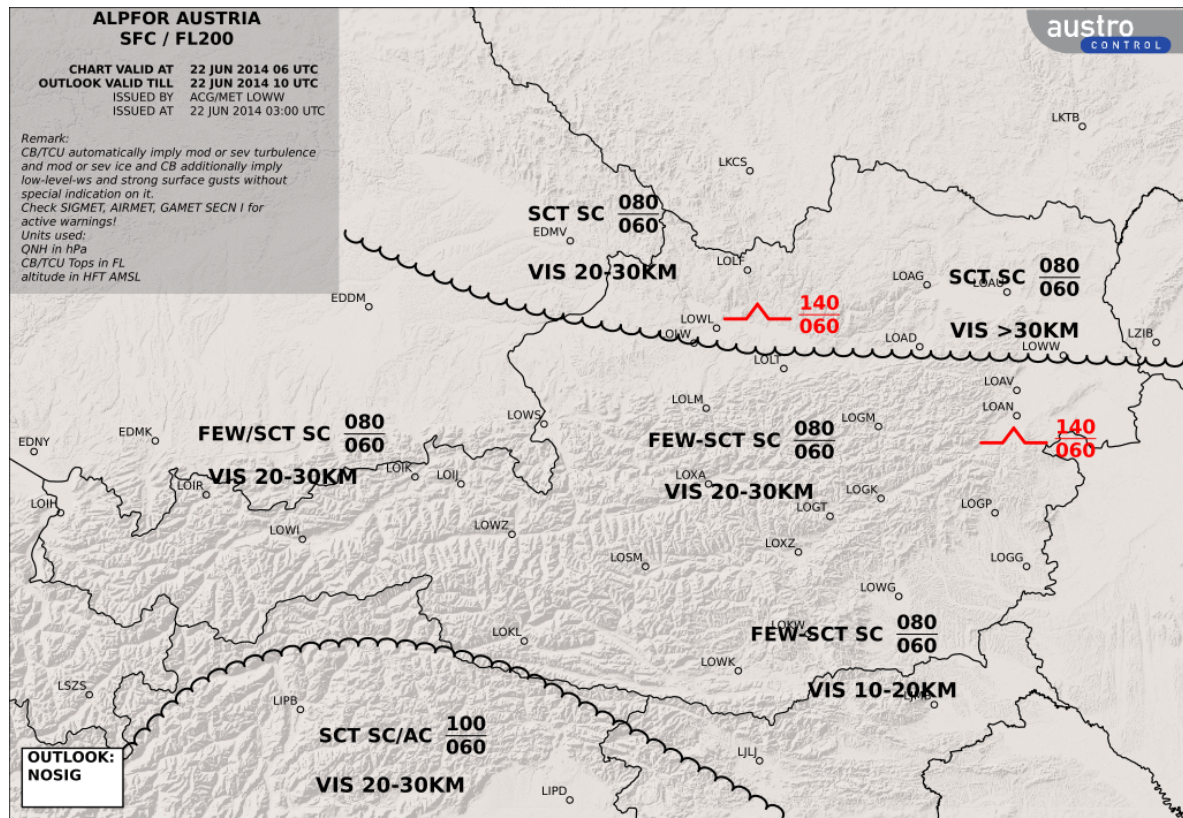 ALPFOR AUSTRIA
SFC / FL200
CHART VALID AT 22 JUN 2014 06 UTC
OUTLOOK VALID TILL 22 JUN 2014 10 UTC
ISSUED BY ACG/MET LOWW
ISSUED AT 22 JUN 2014 03:00 UTC
Remark:
CB/TCU automatically imply mod or sev turbulence
and mod or sev ice and CB additionally imply
low-level-ws and strong surface gusts without
special indication on it.
Check SIGMET, AIRMET, GAMET SECN I for
active warnings!
Units used:
QNH in hPa
CB/TCU Tops in FL
altitude in HFT AMSL
austro
CONTROL
LKTB
LKCS
SCT SC 080
060
EDMV
VIS 20-30KM
LOLF
LOAG
SCT SC 080
060
LOAU
EDDM
140
060
LOWL
VIS >30KM
LOAD
LOWW
LZIB
LOLT
LOAV
LOLM
LOAN
LOWS
LOGM
140
060
EDNY
EDMK
FEW/SCT SC 080
060
FEW-SCT SC 080
060
VIS 20-30KM
LOIK
LOIJ
LOXA
VIS 20-30KM
LOIR
LOIH
LOGK
LOGT
LOGP
LOWI
LOWZ
LOSM
LOXZ
LOGG
LOWG
LOKL
LOKW
FEW-SCT SC 080
060
LOWK
VIS 10-20KM
LSZS
LIPB
SCT SC/AC 100
060
LJLJ
VIS 20-30KM
LIPD
OUTLOOK:
NOSIG